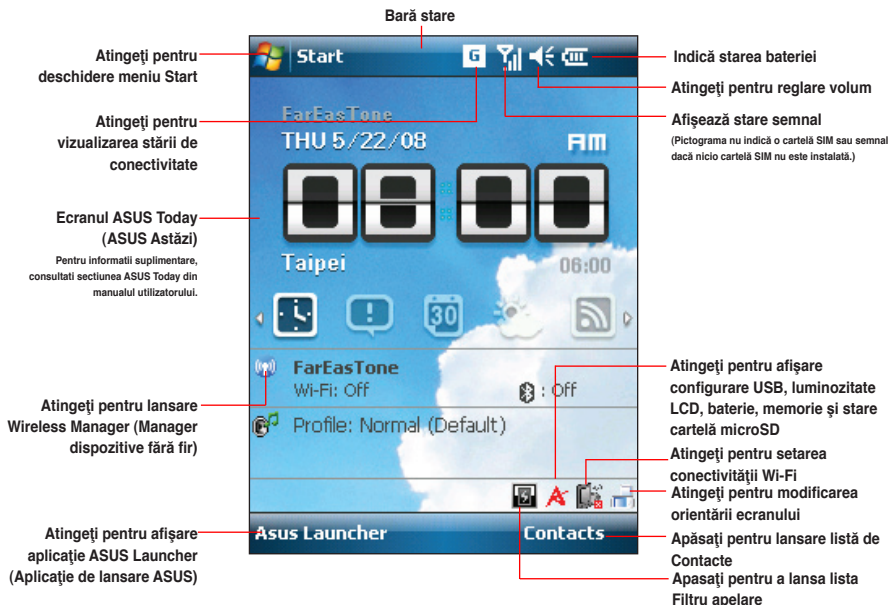 Bară stare
Atingeţi pentru
deschidere meniu Start
Atingeţi pentru
vizualizarea stării de
conectivitate
Ecranul ASUS Today
(ASUS Astăzi)
Pentru informatii suplimentare,
consultati sectiunea ASUS Today din
manualul utilizatorului.
Atingeţi pentru lansare
Wireless Manager (Manager
dispozitive fără fir)
Atingeţi pentru afişare
aplicaţie ASUS Launcher
(Aplicaţie de lansare ASUS)
Start
G
FarEasTone
THU 5/22/08
AM
00:00
Taipei
06:00
30
FarEasTone
Wi-Fi: Off
: Off
Profile: Normal (Default)
Asus Launcher
Contacts
Indică starea bateriei
Atingeţi pentru reglare volum
Afişează stare semnal
(Pictograma nu indică o cartelă SIM sau semnal
dacă nicio cartelă SIM nu este instalată.)
Atingeţi pentru afişare
configurare USB, luminozitate
LCD, baterie, memorie şi stare
cartelă microSD
Atingeţi pentru setarea
conectivităţii Wi-Fi
Atingeţi pentru modificarea
orientării ecranului
Apăsaţi pentru lansare listă de
Contacte
Apasaţi pentru a lansa lista
Filtru apelare